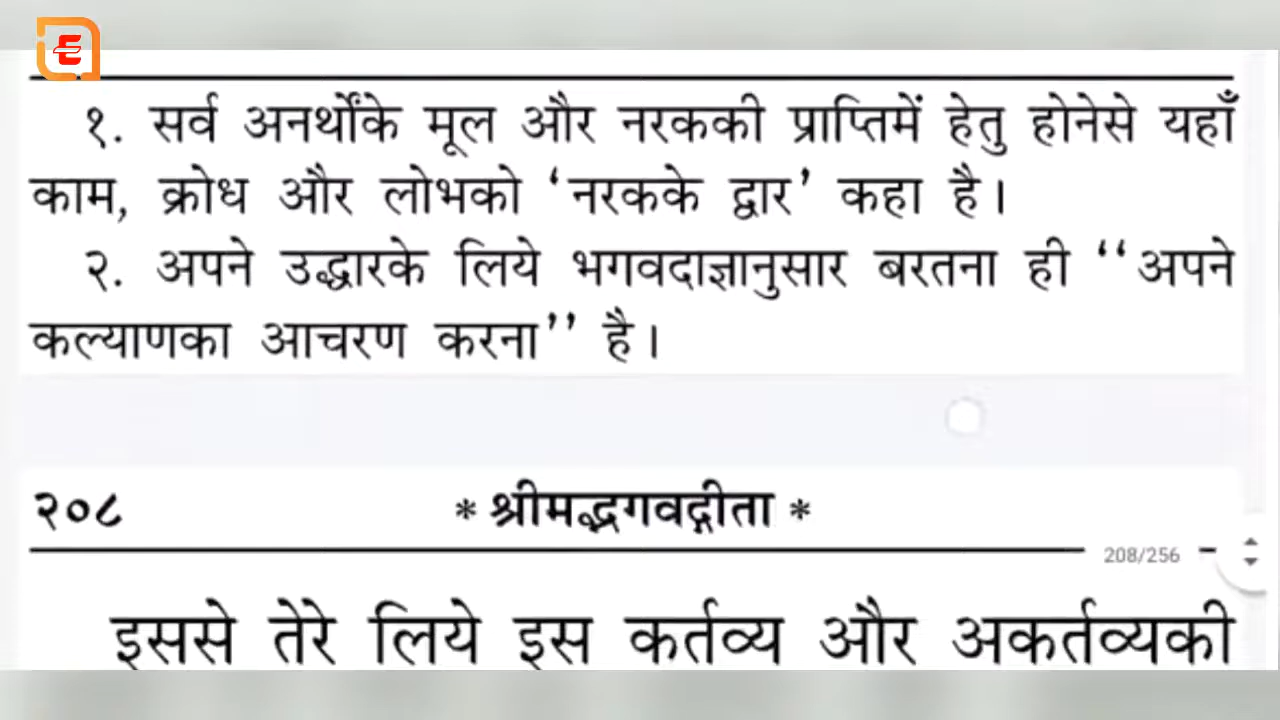 E
१. सर्व अनर्थोंके मूल और नरककी प्राप्तिमें हेतु होनेसे यहाँ
काम, क्रोध और लोभको ‘नरकके द्वार’ कहा है।
२. अपने उद्धारके लिये भगवदाज्ञानुसार बरतना ही ‘‘अपने
कल्याणका आचरण करना’’ है।
२०८ * श्रीमद्भगवद्गीता *
208/256
इससे तेरे लिये इस कर्तव्य और अकर्तव्यकी